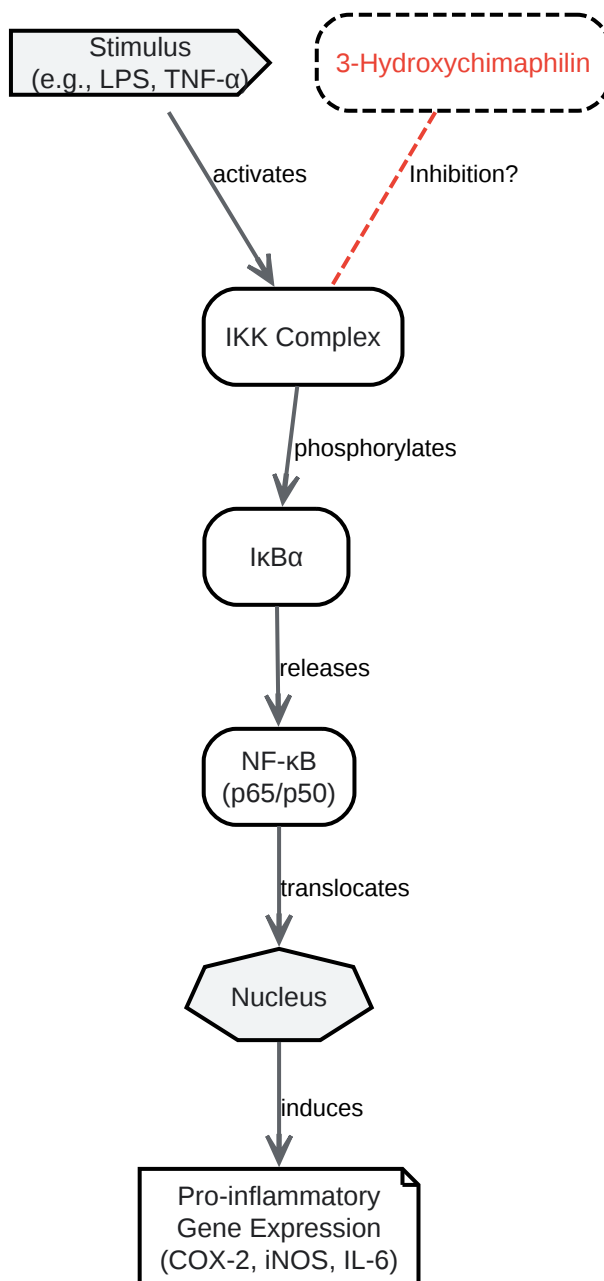 Stimulus
(e.g., LPS, TNF-α)
3-Hydroxychimaphilin
activates
Inhibition?
IKK Complex
phosphorylates
IκBα
releases
NF-κB
(p65/p50)
translocates
Nucleus
induces
Pro-inflammatory
Gene Expression
(COX-2, iNOS, IL-6)